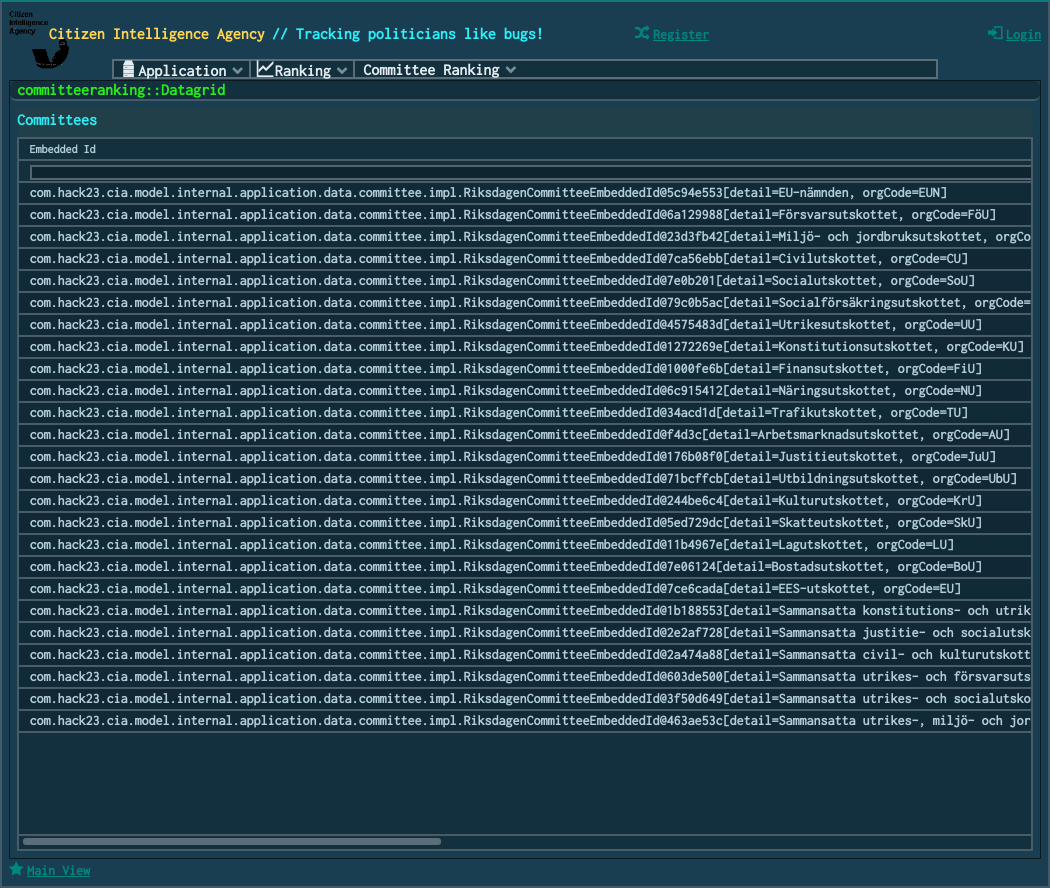 Citizen
Intelligence
Agency
Citizen Intelligence Agency // Tracking politicians like bugs!
Register
Login
Application
Ranking
Committee Ranking
committeeranking::Datagrid
Committees
Embedded Id
com.hack23.cia.model.internal.application.data.committee.impl.RiksdagenCommitteeEmbeddedId@5c94e553[detail=EU-nämnden, orgCode=EUN]
com.hack23.cia.model.internal.application.data.committee.impl.RiksdagenCommitteeEmbeddedId@6a129988[detail=Försvarsutskottet, orgCode=FöU]
com.hack23.cia.model.internal.application.data.committee.impl.RiksdagenCommitteeEmbeddedId@23d3fb42[detail=Miljö- och jordbruksutskottet, orgCo
com.hack23.cia.model.internal.application.data.committee.impl.RiksdagenCommitteeEmbeddedId@7ca56ebb[detail=Civilutskottet, orgCode=CU]
com.hack23.cia.model.internal.application.data.committee.impl.RiksdagenCommitteeEmbeddedId@7e0b201[detail=Socialutskottet, orgCode=SoU]
com.hack23.cia.model.internal.application.data.committee.impl.RiksdagenCommitteeEmbeddedId@79c0b5ac[detail=Socialförsäkringsutskottet, orgCode=
com.hack23.cia.model.internal.application.data.committee.impl.RiksdagenCommitteeEmbeddedId@4575483d[detail=Utrikesutskottet, orgCode=UU]
com.hack23.cia.model.internal.application.data.committee.impl.RiksdagenCommitteeEmbeddedId@1272269e[detail=Konstitutionsutskottet, orgCode=KU]
com.hack23.cia.model.internal.application.data.committee.impl.RiksdagenCommitteeEmbeddedId@1000fe6b[detail=Finansutskottet, orgCode=FiU]
com.hack23.cia.model.internal.application.data.committee.impl.RiksdagenCommitteeEmbeddedId@6c915412[detail=Näringsutskottet, orgCode=NU]
com.hack23.cia.model.internal.application.data.committee.impl.RiksdagenCommitteeEmbeddedId@34acd1d[detail=Trafikutskottet, orgCode=TU]
com.hack23.cia.model.internal.application.data.committee.impl.RiksdagenCommitteeEmbeddedId@f4d3c[detail=Arbetsmarknadsutskottet, orgCode=AU]
com.hack23.cia.model.internal.application.data.committee.impl.RiksdagenCommitteeEmbeddedId@176b08f0[detail=Justitieutskottet, orgCode=JuU]
com.hack23.cia.model.internal.application.data.committee.impl.RiksdagenCommitteeEmbeddedId@71bcffcb[detail=Utbildningsutskottet, orgCode=UbU]
com.hack23.cia.model.internal.application.data.committee.impl.RiksdagenCommitteeEmbeddedId@244be6c4[detail=Kulturutskottet, orgCode=KrU]
com.hack23.cia.model.internal.application.data.committee.impl.RiksdagenCommitteeEmbeddedId@5ed729dc[detail=Skatteutskottet, orgCode=SkU]
com.hack23.cia.model.internal.application.data.committee.impl.RiksdagenCommitteeEmbeddedId@11b4967e[detail=Lagutskottet, orgCode=LU]
com.hack23.cia.model.internal.application.data.committee.impl.RiksdagenCommitteeEmbeddedId@7e06124[detail=Bostadsutskottet, orgCode=BoU]
com.hack23.cia.model.internal.application.data.committee.impl.RiksdagenCommitteeEmbeddedId@7ce6cada[detail=EES-utskottet, orgCode=EU]
com.hack23.cia.model.internal.application.data.committee.impl.RiksdagenCommitteeEmbeddedId@1b188553[detail=Sammansatta konstitutions- och utrik
com.hack23.cia.model.internal.application.data.committee.impl.RiksdagenCommitteeEmbeddedId@2e2af728[detail=Sammansatta justitie- och socialutsk
com.hack23.cia.model.internal.application.data.committee.impl.RiksdagenCommitteeEmbeddedId@2a474a88[detail=Sammansatta civil- och kulturutskott
com.hack23.cia.model.internal.application.data.committee.impl.RiksdagenCommitteeEmbeddedId@603de500[detail=Sammansatta utrikes- och försvarsuts
com.hack23.cia.model.internal.application.data.committee.impl.RiksdagenCommitteeEmbeddedId@3f50d649[detail=Sammansatta utrikes- och socialutsko
com.hack23.cia.model.internal.application.data.committee.impl.RiksdagenCommitteeEmbeddedId@463ae53c[detail=Sammansatta utrikes-, miljö- och jor
Main View